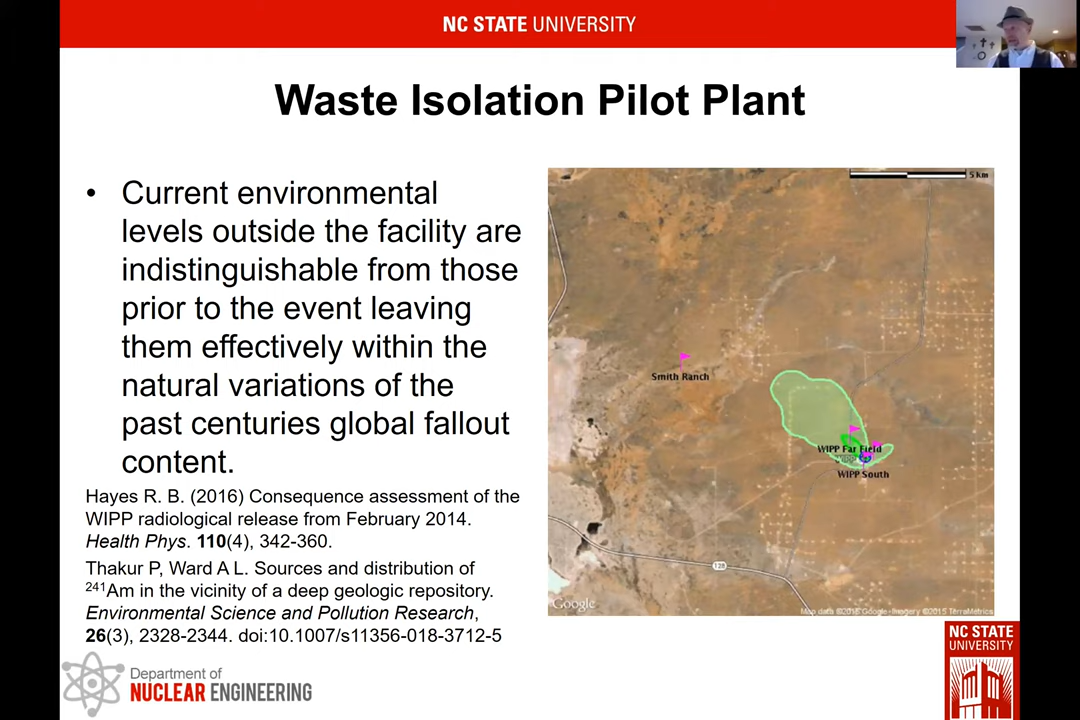 NC STATE UNIVERSITY
Waste Isolation Pilot Plant
• Current environmental
levels outside the facility are
indistinguishable from those
prior to the event leaving
them effectively within the
natural variations of the
past centuries global fallout
content.
Hayes R. B. (2016) Consequence assessment of the
WIPP radiological release from February 2014.
Health Phys. 110(4), 342-360.
Thakur P, Ward A L. Sources and distribution of
²⁴¹Am in the vicinity of a deep geologic repository.
Environmental Science and Pollution Research,
26(3), 2328-2344. doi:10.1007/s11356-018-3712-5
5 km
Smith Ranch
WIPP Far Field
WIPP
WIPP South
128
Google
Map data ©2015 Google-Imagery ©2015 TerraMetrics
Department of
NUCLEAR ENGINEERING
NC STATE
UNIVERSITY